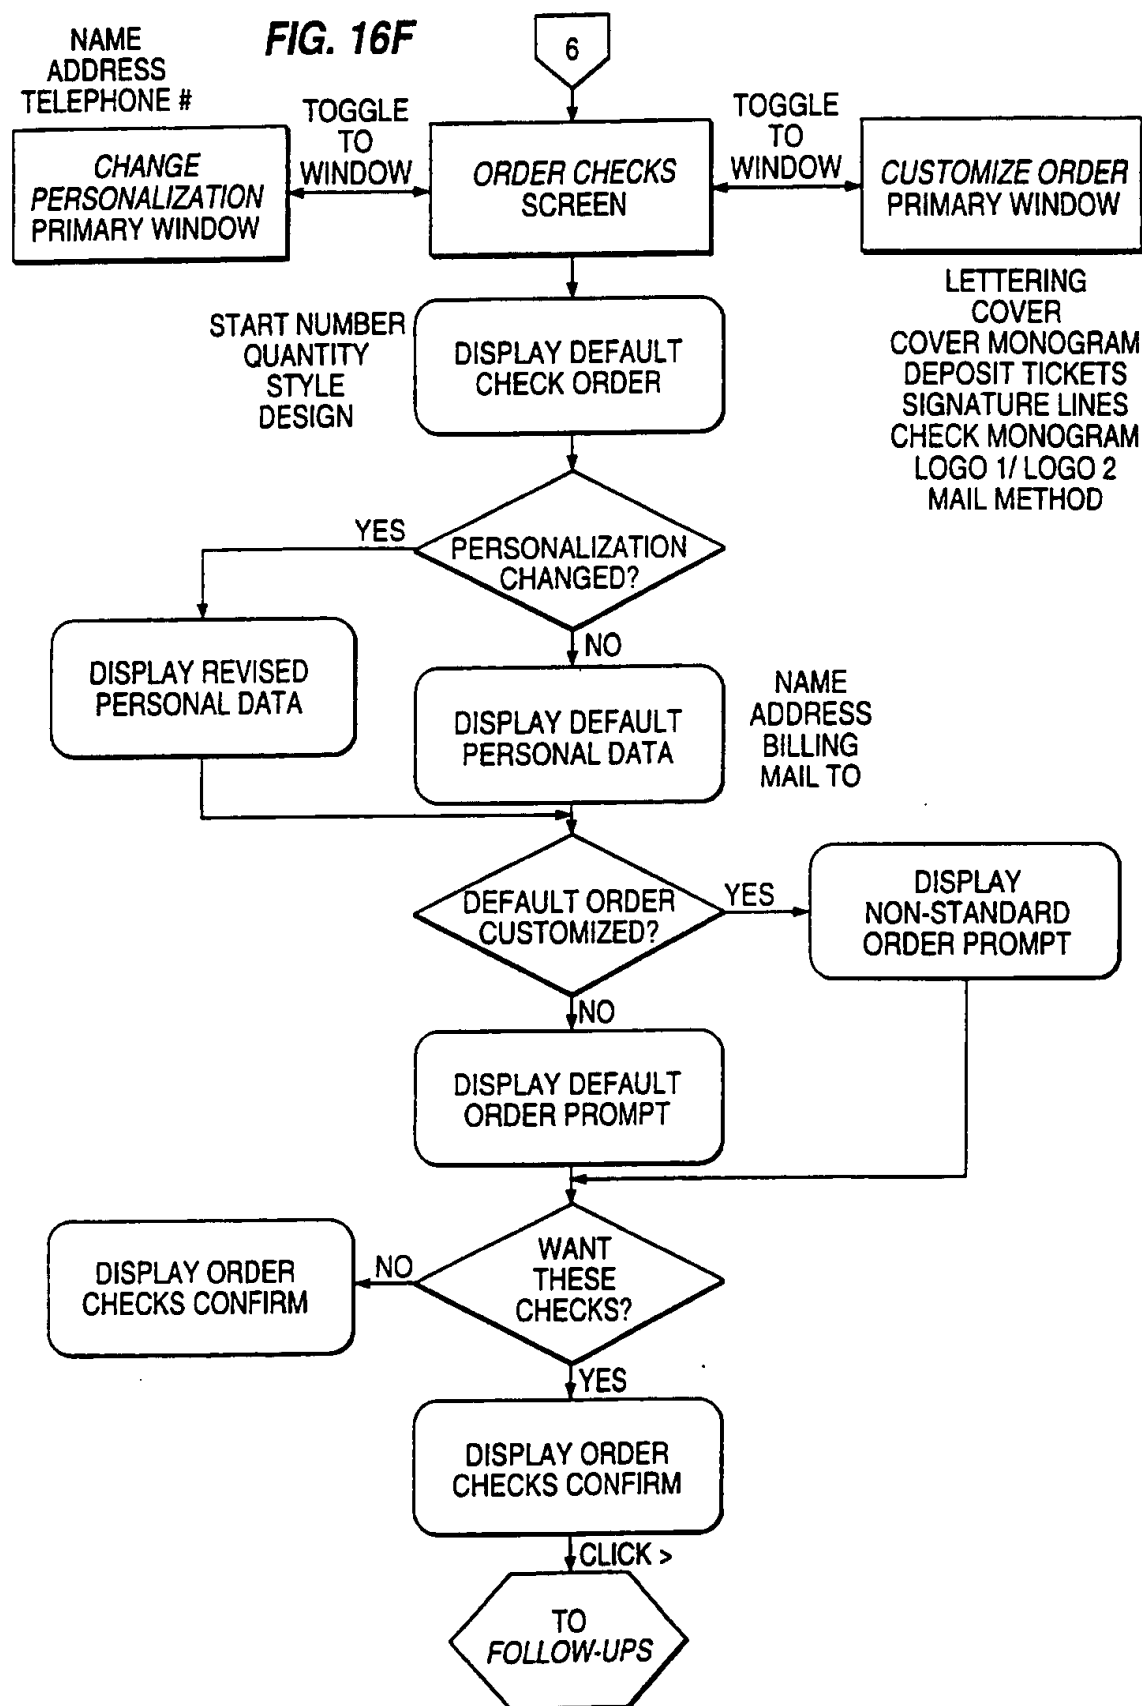 FIG. 16F
6
NAME
ADDRESS
TELEPHONE #
CHANGE
PERSONALIZATION
PRIMARY WINDOW
TOGGLE
TO
WINDOW
ORDER CHECKS
SCREEN
TOGGLE
TO
WINDOW
CUSTOMIZE ORDER
PRIMARY WINDOW
LETTERING
COVER
COVER MONOGRAM
DEPOSIT TICKETS
SIGNATURE LINES
CHECK MONOGRAM
LOGO 1/ LOGO 2
MAIL METHOD
START NUMBER
QUANTITY
STYLE
DESIGN
DISPLAY DEFAULT
CHECK ORDER
PERSONALIZATION
CHANGED?
YES
DISPLAY REVISED
PERSONAL DATA
NO
DISPLAY DEFAULT
PERSONAL DATA
NAME
ADDRESS
BILLING
MAIL TO
DEFAULT ORDER
CUSTOMIZED?
YES
DISPLAY
NON-STANDARD
ORDER PROMPT
NO
DISPLAY DEFAULT
ORDER PROMPT
WANT
THESE
CHECKS?
NO
DISPLAY ORDER
CHECKS CONFIRM
YES
DISPLAY ORDER
CHECKS CONFIRM
CLICK >
TO
FOLLOW-UPS